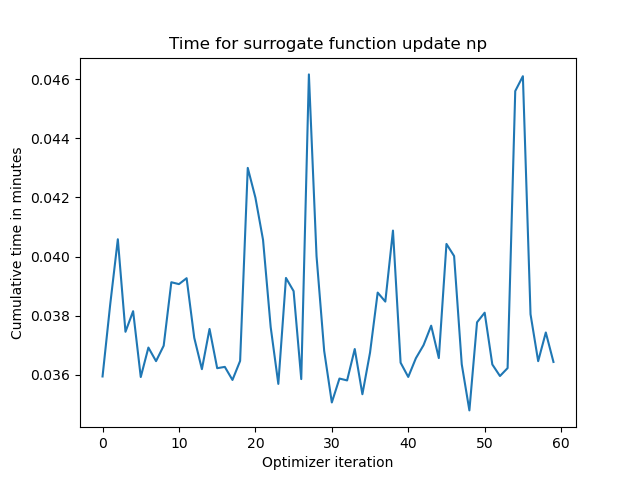 Time for surrogate function update np
0.046
0.044
0.042
0.040
0.038
0.036
Cumulative time in minutes
0 10 20 30 40 50 60
Optimizer iteration